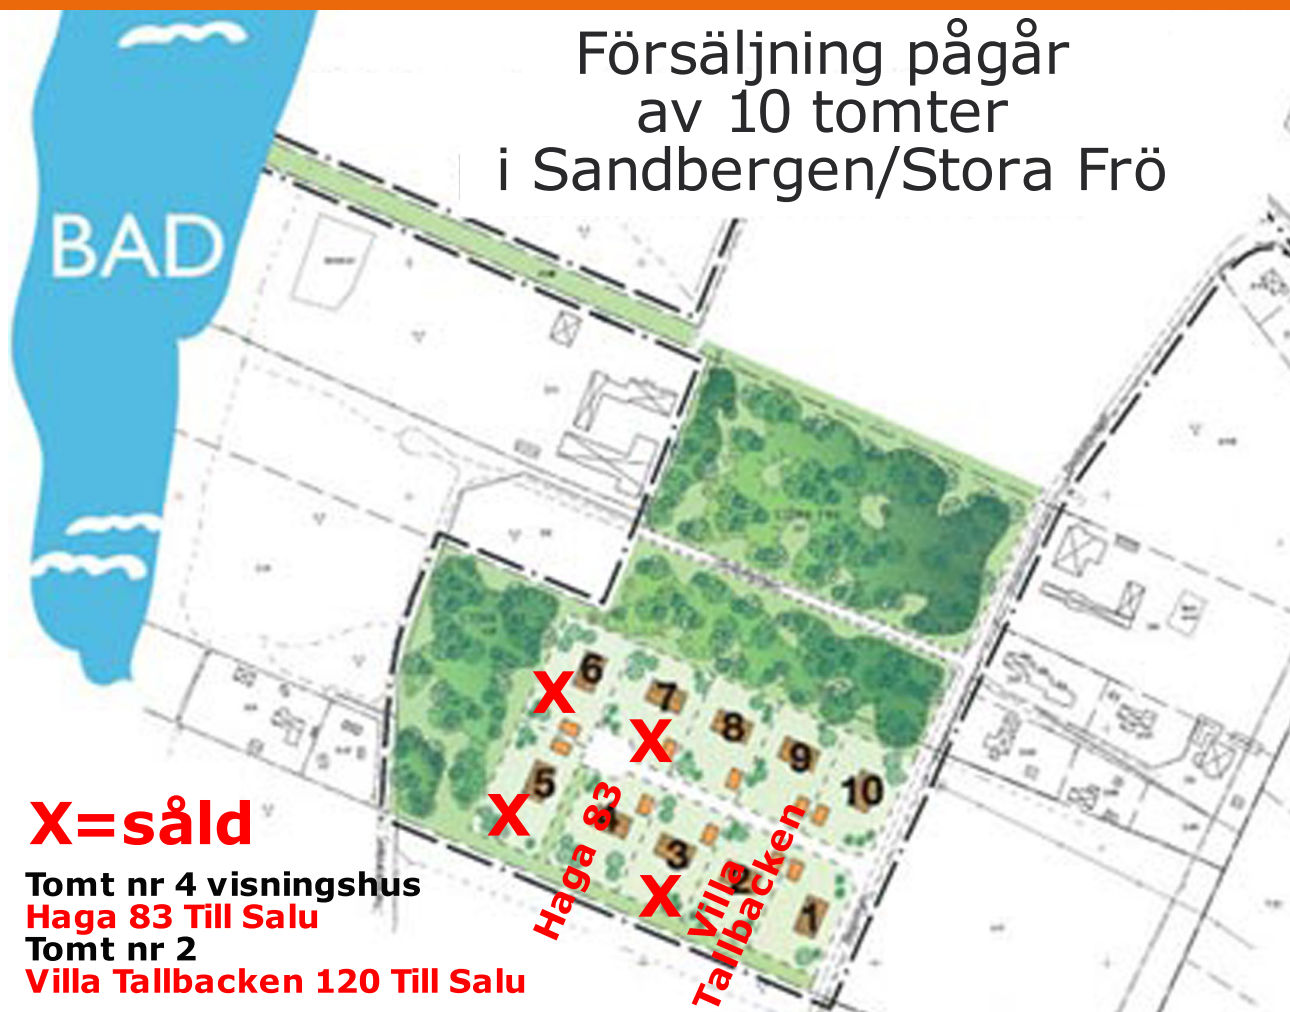 Försäljning pågår
av 10 tomter
i Sandbergen/Stora Frö
BAD
6
7
8
9
10
5
4
3
2
1
X
X
X
X
Haga 83
Villa
Tallbacken
X=såld
Tomt nr 4 visningshus
Haga 83 Till Salu
Tomt nr 2
Villa Tallbacken 120 Till Salu